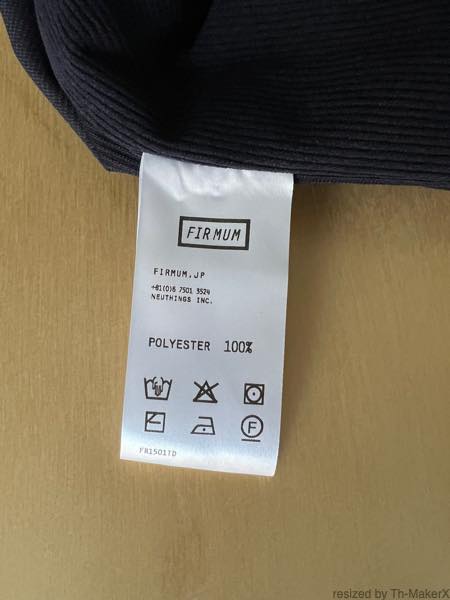 FIRMUM
FIRMUM.JP
+81(0)6 7501 3524
NEUTHINGS INC.
POLYESTER 100%
F
FR1501TD
resized by Th-MakerX